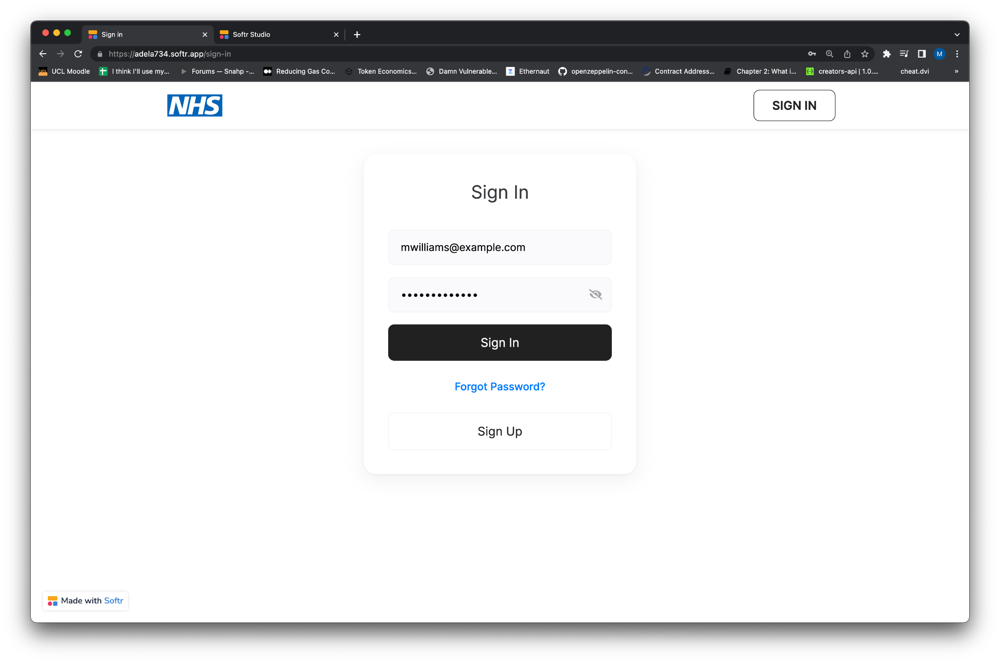 Sign in
Softr Studio
https://adela734.softr.app/sign-in
M
UCL Moodle
I think I'll use my...
Forums — Snahp -...
Reducing Gas Co...
Token Economics...
Damn Vulnerable...
Ethernaut
openzeppelin-con...
Contract Address...
Chapter 2: What i...
creators-api | 1.0....
cheat.dvi
»
NHS
SIGN IN
Sign In
mwilliams@example.com
•••••••••••••
Sign In
Forgot Password?
Sign Up
Made with Softr